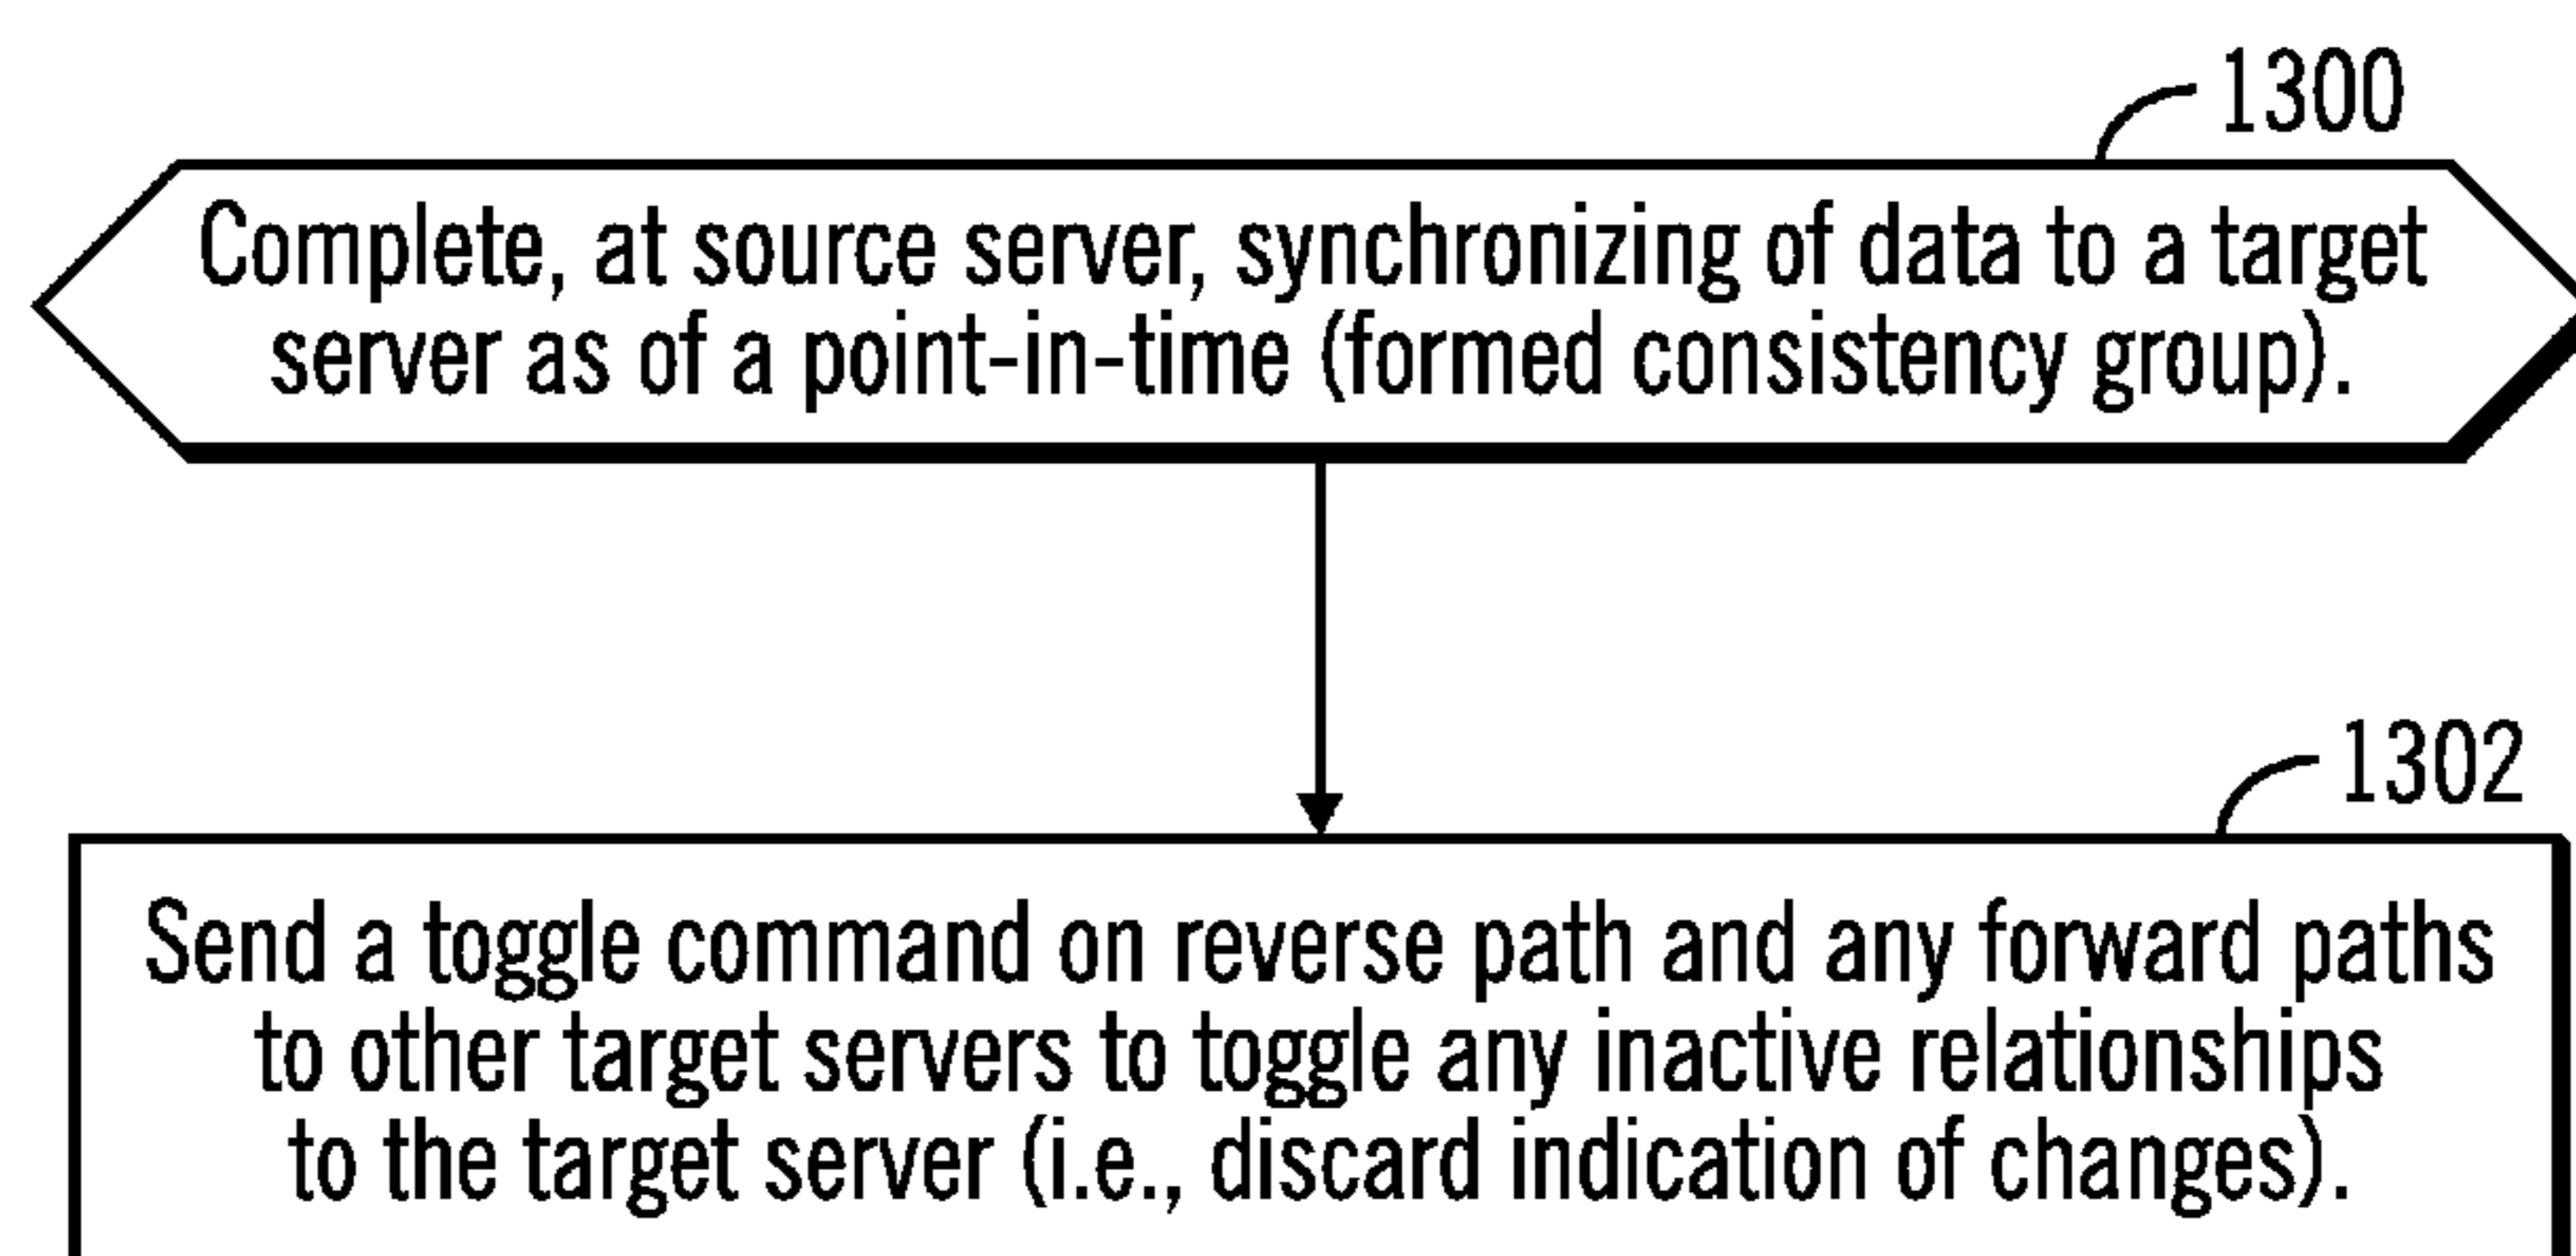 1300
Complete, at source server, synchronizing of data to a target
server as of a point-in-time (formed consistency group).
1302
Send a toggle command on reverse path and any forward paths
to other target servers to toggle any inactive relationships
to the target server (i.e., discard indication of changes).